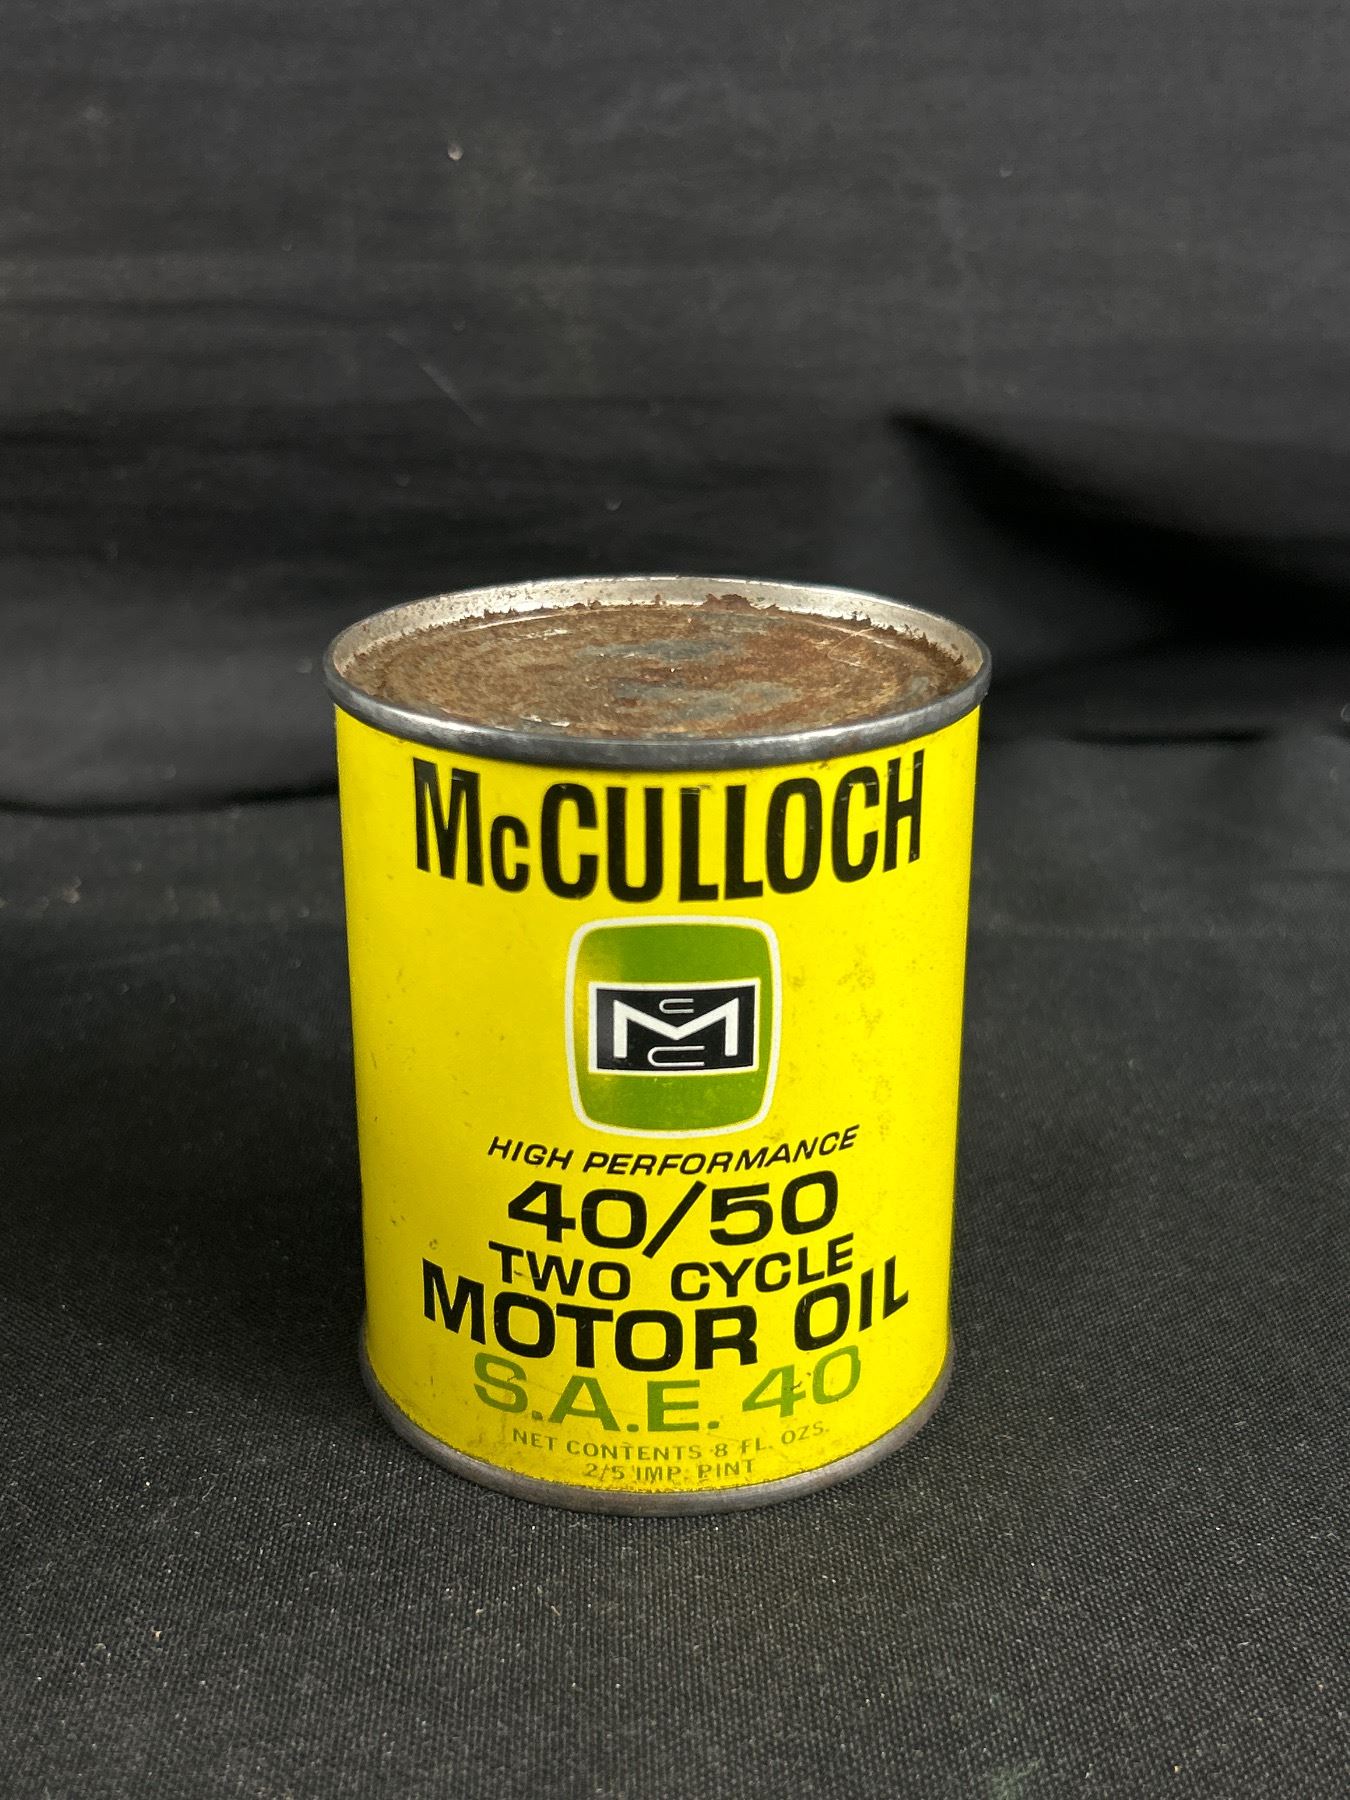 McCULLOCH
MC
C
HIGH PERFORMANCE
40/50
TWO CYCLE
MOTOR OIL
S.A.E. 40
NET CONTENTS 8 FL. OZS.
2/5 IMP. PINT